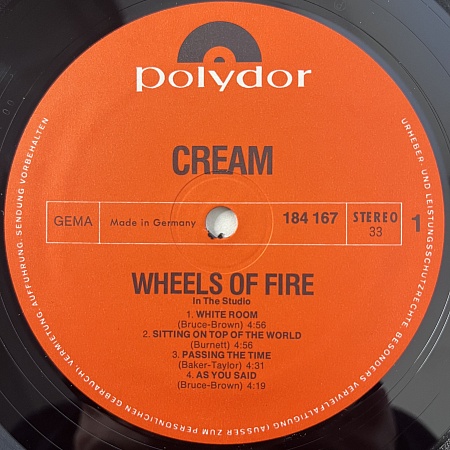 polydor
CREAM
GEMA
Made in Germany
184 167
STEREO
33
1
WHEELS OF FIRE
In The Studio
1. WHITE ROOM
(Bruce-Brown) 4:56
2. SITTING ON TOP OF THE WORLD
(Burnett) 4:56
3. PASSING THE TIME
(Baker-Taylor) 4:31
4. AS YOU SAID
(Bruce-Brown) 4:19
URHEBER- UND LEISTUNGSSCHUTZRECHTE BESONDERS VERVIELFÄLTIGUNG (AUSSER ZUM PERSÖNLICHEN GEBRAUCH), VERMIETUNG, AUFFÜHRUNG, SENDUNG VORBEHALTEN